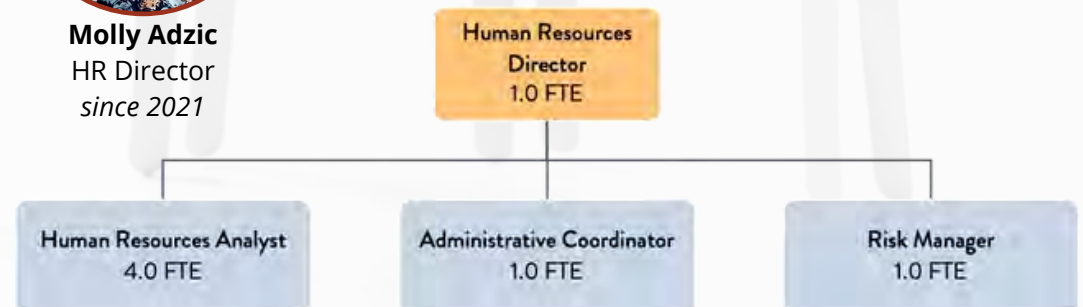 Molly Adzic
HR Director
since 2021
Human Resources
Director
1.0 FTE
Human Resources Analyst
4.0 FTE
Administrative Coordinator
1.0 FTE
Risk Manager
1.0 FTE